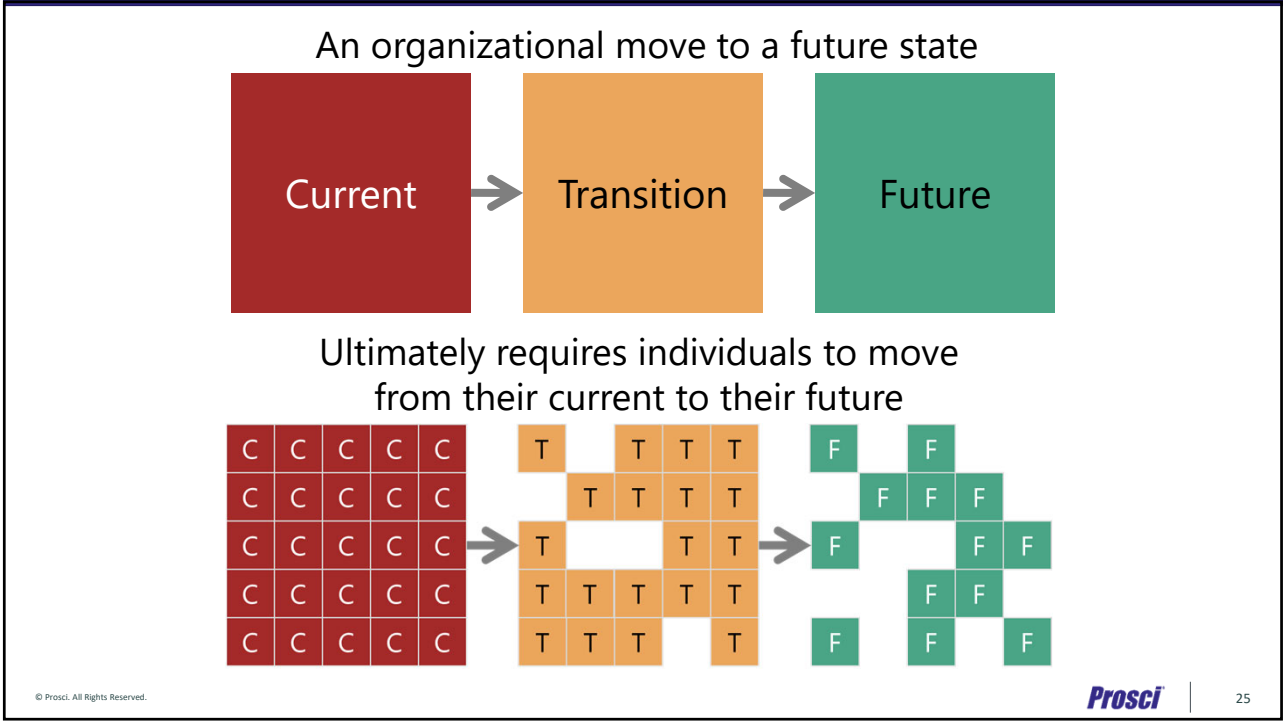 An organizational move to a future state
Current Transition Future
Ultimately requires individuals to move
from their current to their future
C C C C C T T T T F F
C C C C C T T T T F F F
C C C C C T T T F F F
C C C C C T T T T T F F
C C C C C T T T T F F F
© Prosci. All Rights Reserved. Prosci 25